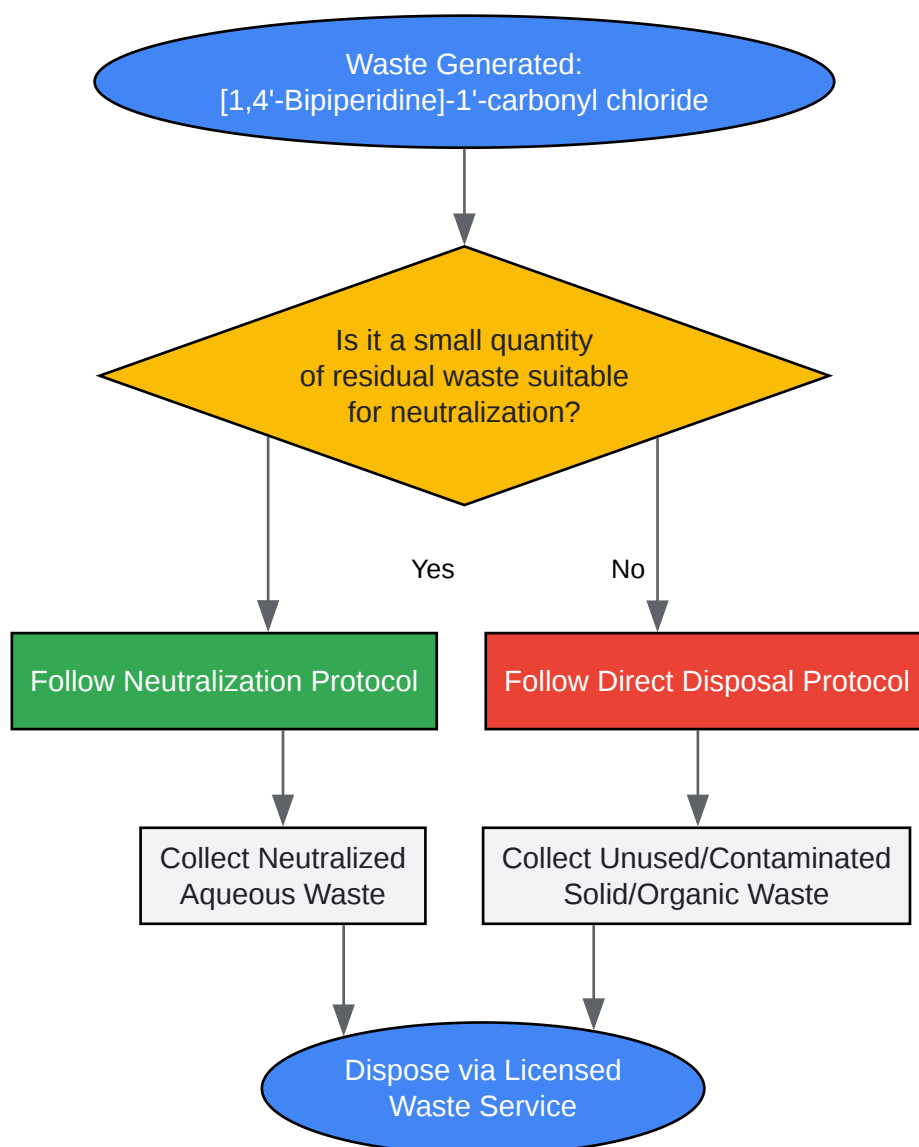 Waste Generated:
[1,4'-Bipiperidine]-1'-carbonyl chloride
Is it a small quantity
of residual waste suitable
for neutralization?
Yes
No
Follow Neutralization Protocol
Follow Direct Disposal Protocol
Collect Neutralized
Aqueous Waste
Collect Unused/Contaminated
Solid/Organic Waste
Dispose via Licensed
Waste Service